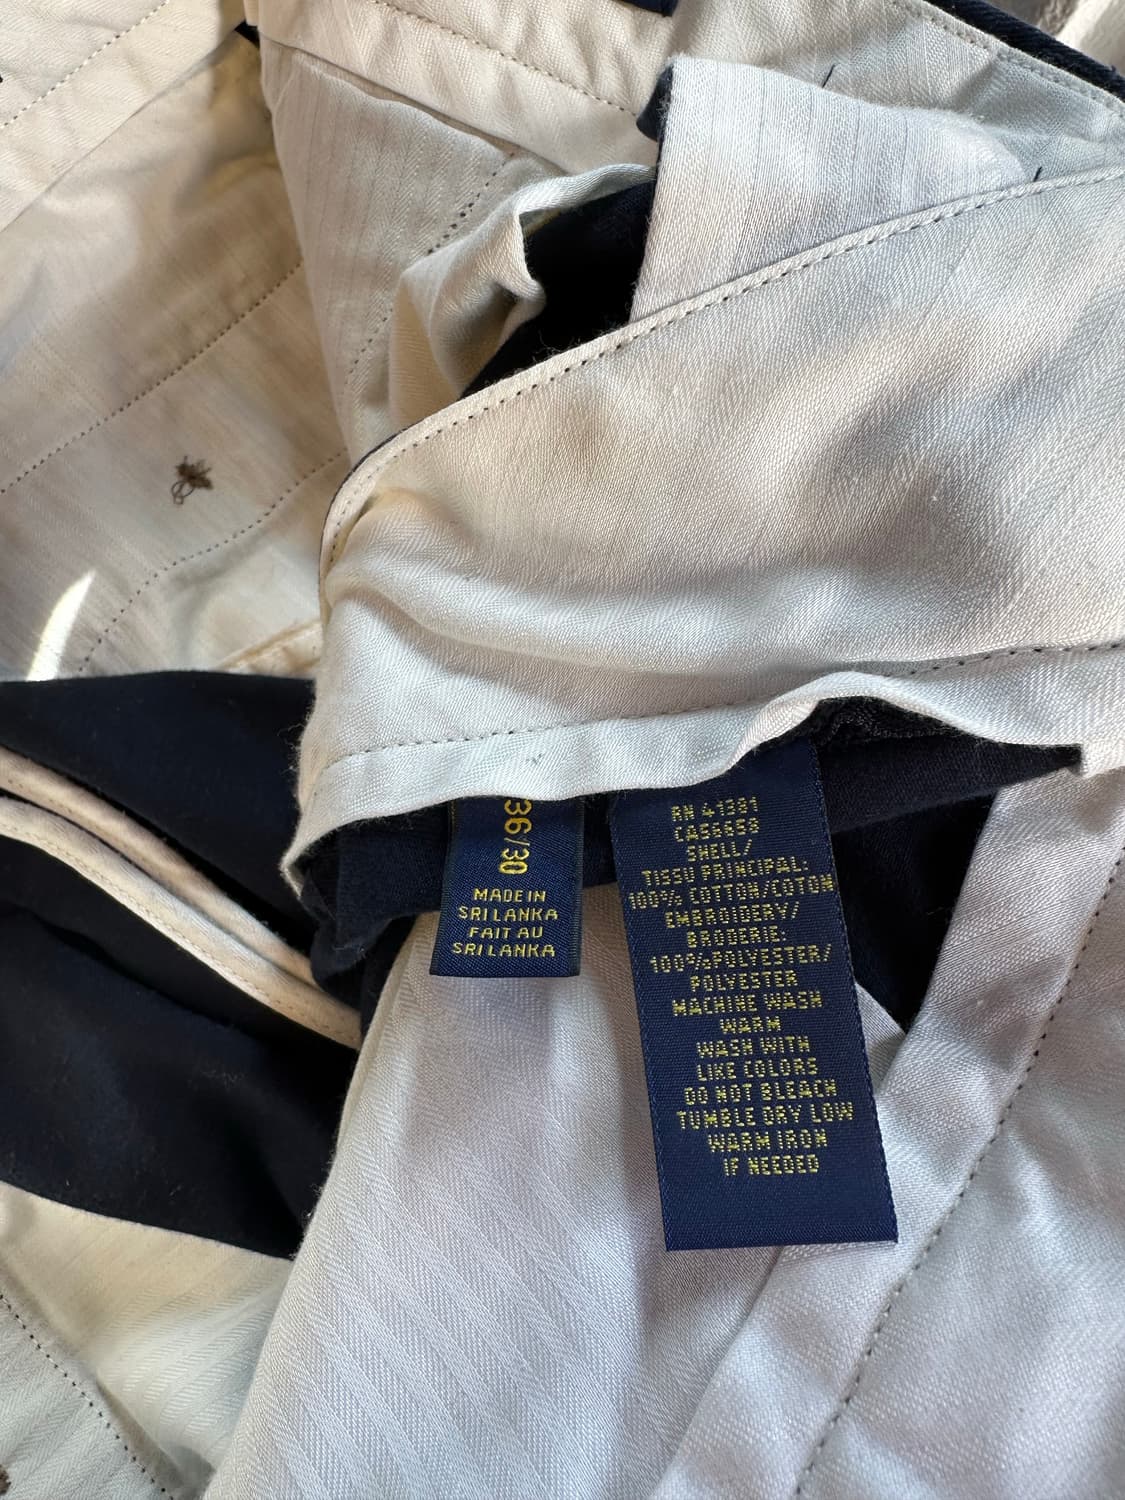 36/30
MADE IN
SRI LANKA
FAIT AU
SRI LANKA
RN 41381
CA56858
SHELL/
TISSU PRINCIPAL:
100% COTTON/COTON
EMBROIDERY/
BRODERIE:
100%POLYESTER/
POLYESTER
MACHINE WASH
WARM
WASH WITH
LIKE COLORS
DO NOT BLEACH
TUMBLE DRY LOW
WARM IRON
IF NEEDED